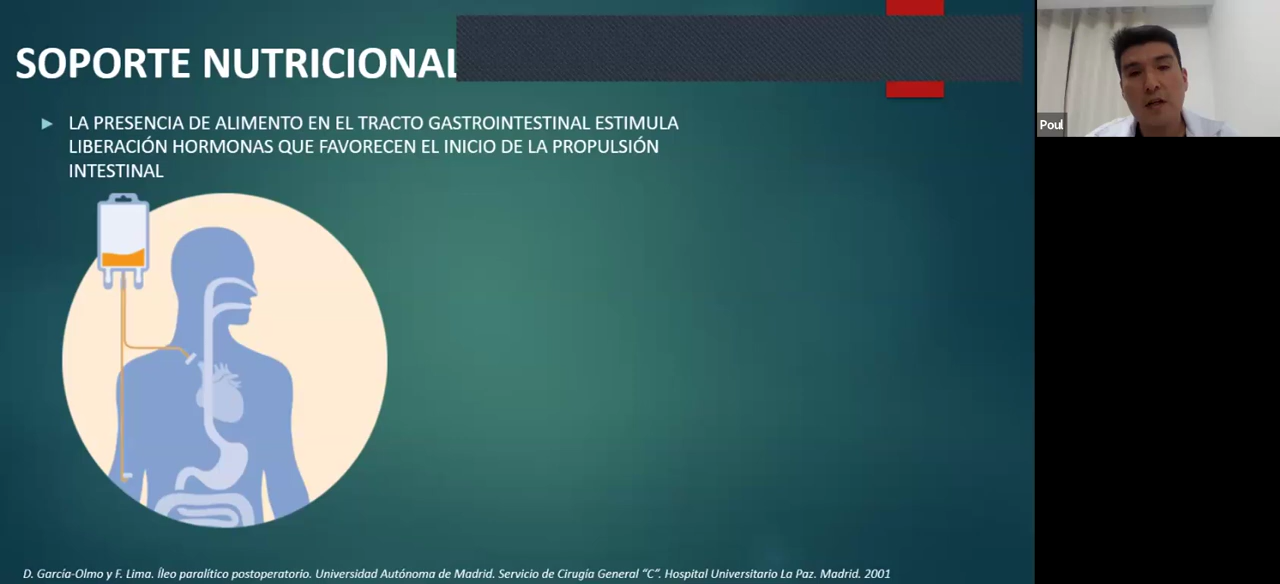 SOPORTE NUTRICIONAL
LA PRESENCIA DE ALIMENTO EN EL TRACTO GASTROINTESTINAL ESTIMULA
LIBERACIÓN HORMONAS QUE FAVORECEN EL INICIO DE LA PROPULSIÓN
INTESTINAL
Poul
D. García-Olmo y F. Lima. Íleo paralítico postoperatorio. Universidad Autónoma de Madrid. Servicio de Cirugía General "C". Hospital Universitario La Paz. Madrid. 2001